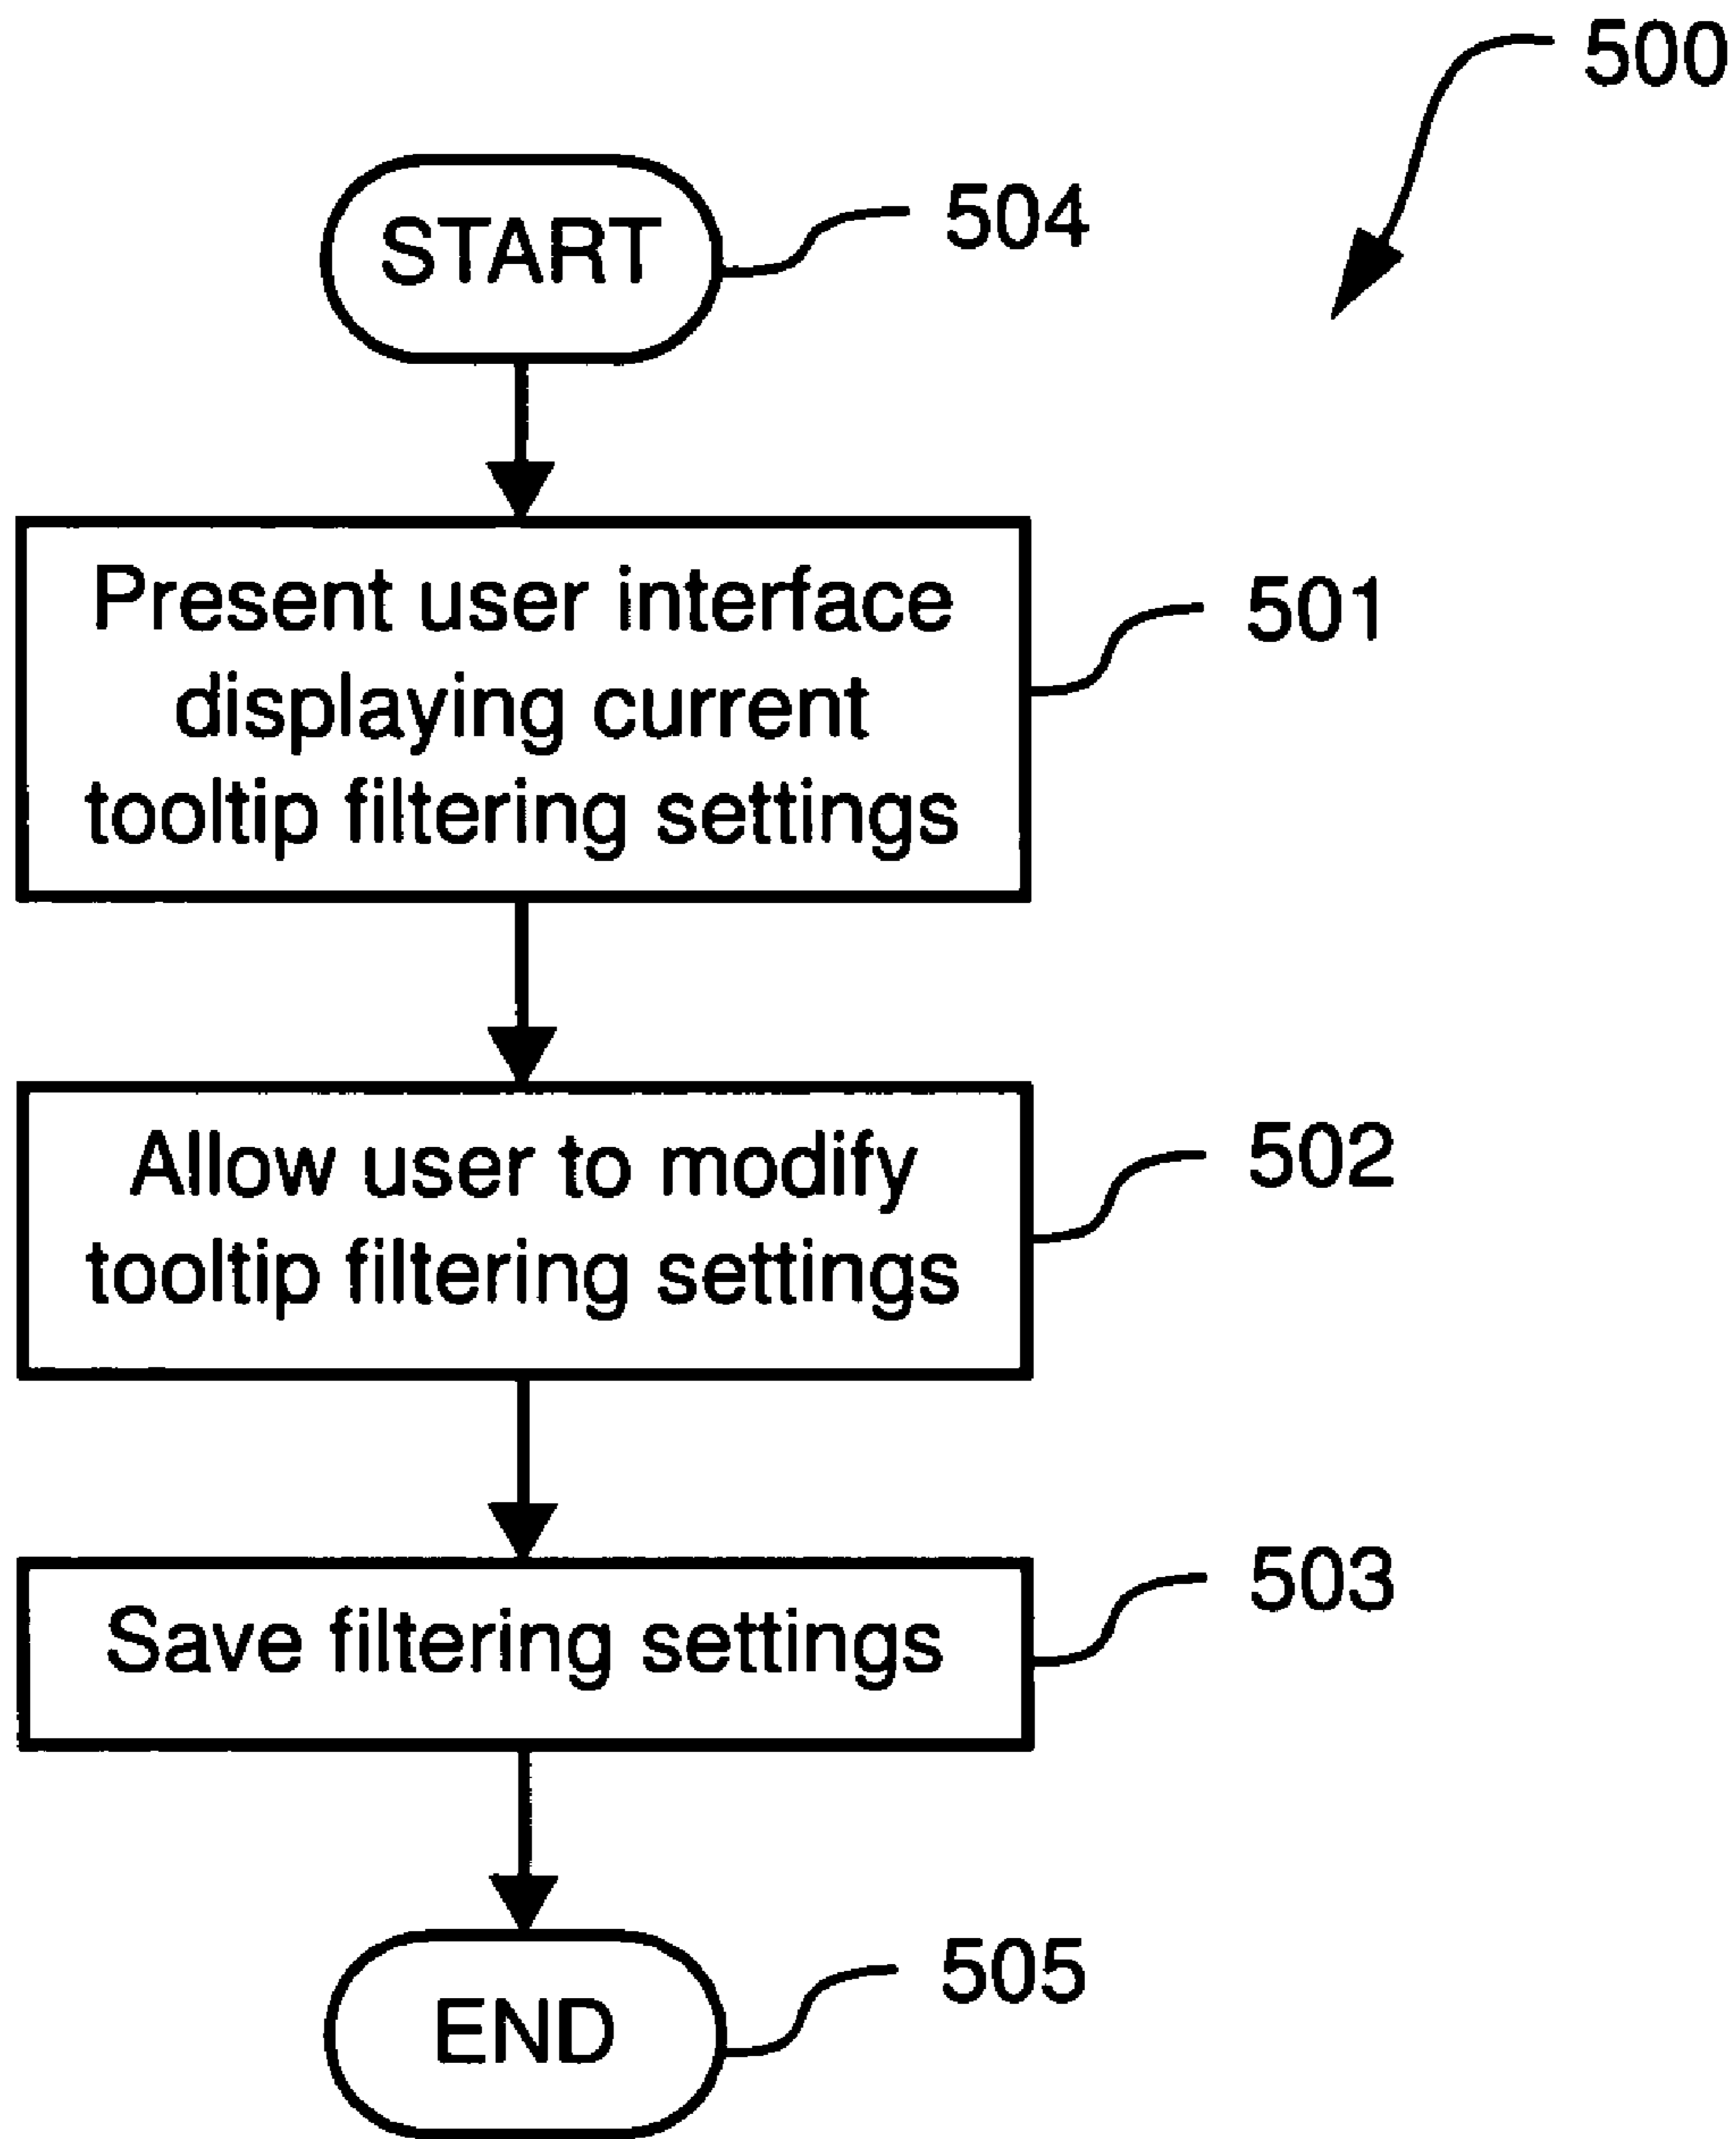 500
START
504
Present user interface
displaying current
tooltip filtering settings
501
Allow user to modify
tooltip filtering settings
502
Save filtering settings
503
END
505